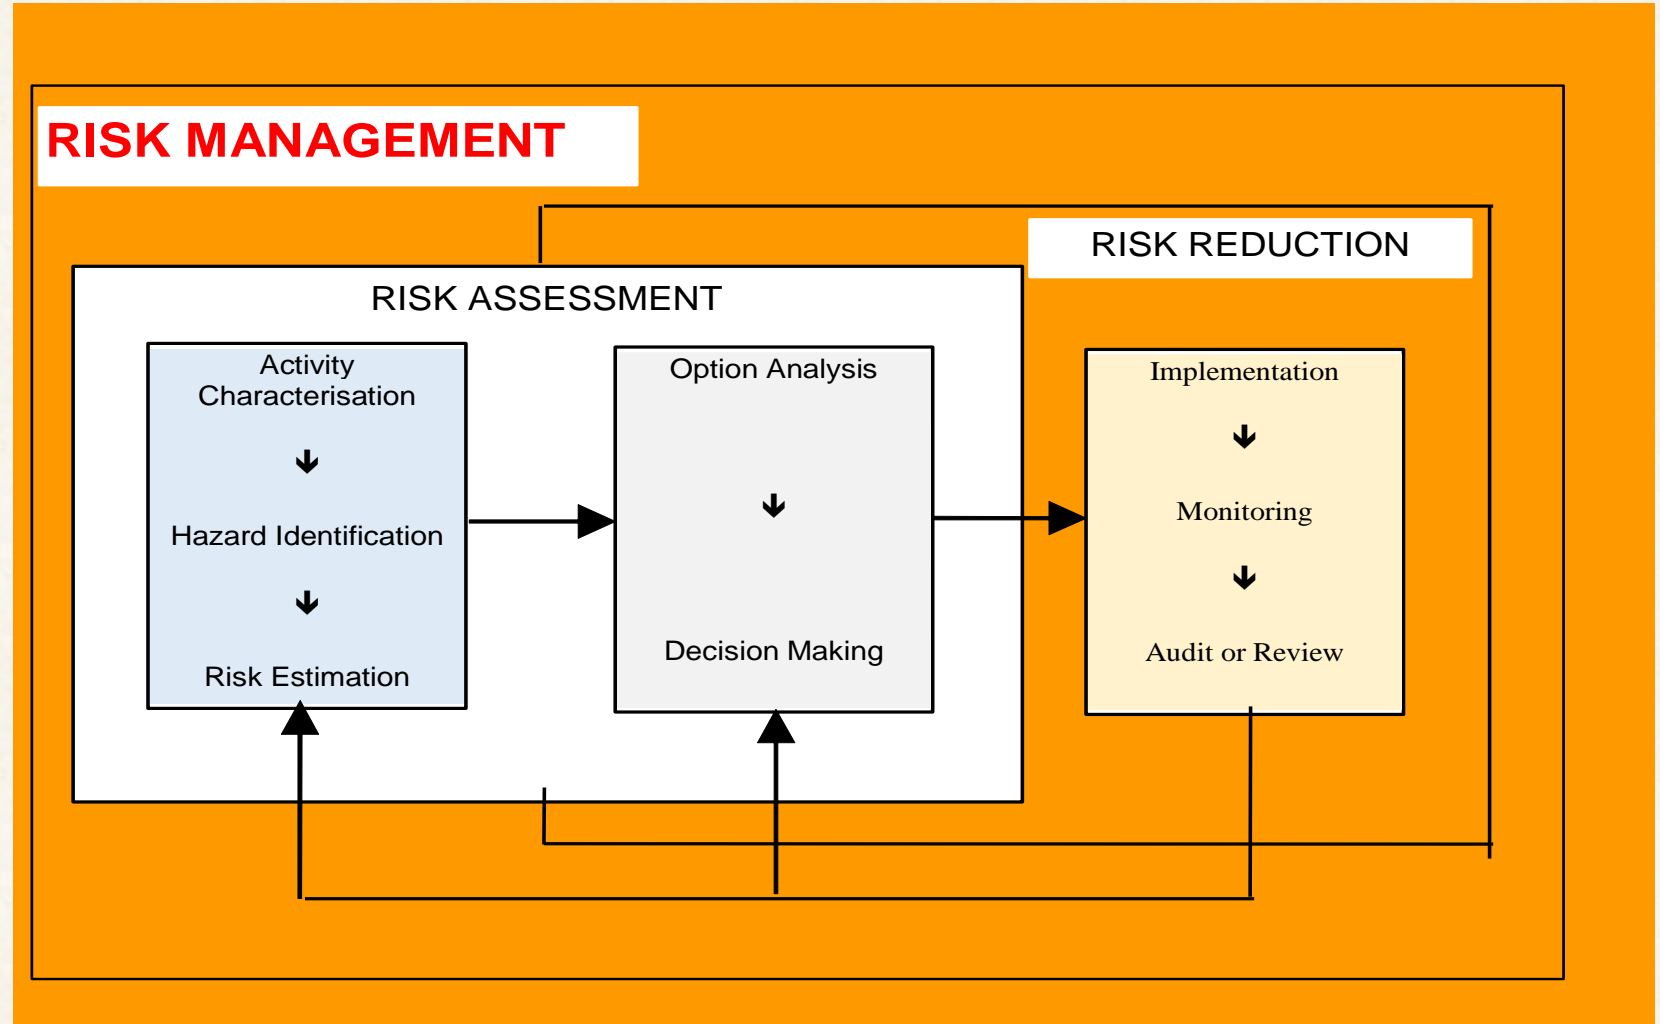 RISK MANAGEMENT
RISK REDUCTION
RISK ASSESSMENT
Activity
Characterisation
Hazard Identification
Risk Estimation
Option Analysis
Decision Making
Implementation
Monitoring
Audit or Review